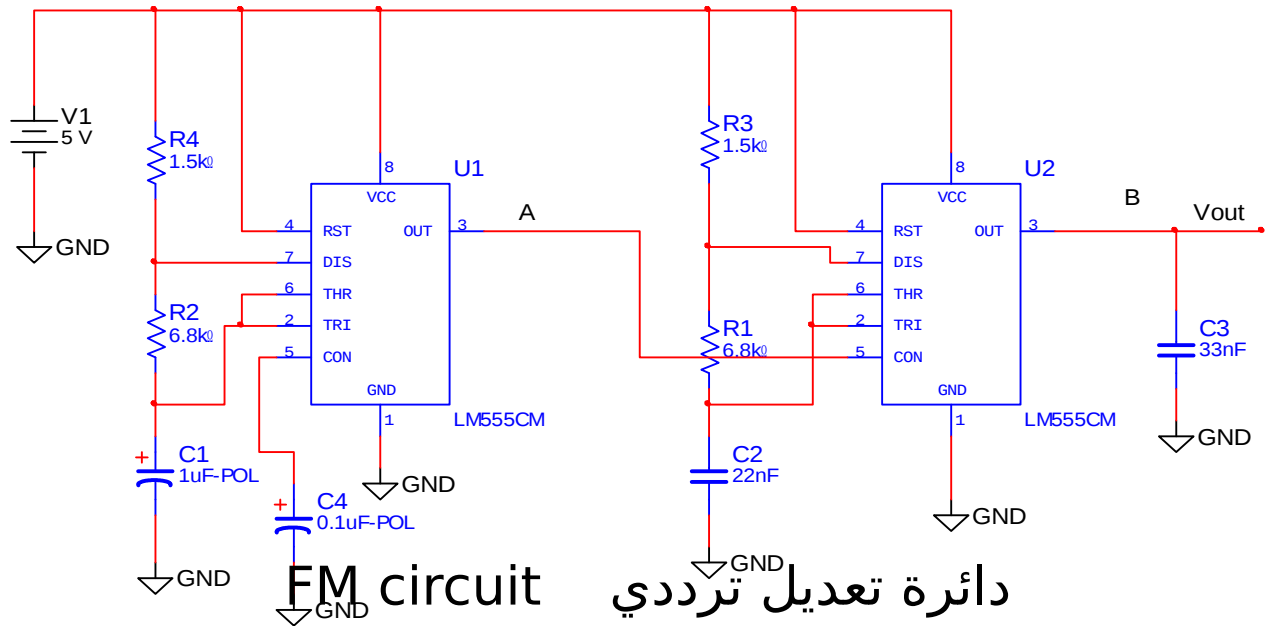 V1
5 V
GND
R4
1.5kΩ
R2
6.8kΩ
C1
1uF-POL
GND
C4
0.1uF-POL
GND
U1
8
VCC
4 RST OUT 3
7 DIS
6 THR
2 TRI
5 CON
GND
1
LM555CM
GND
A
R3
1.5kΩ
R1
6.8kΩ
C2
22nF
GND
U2
8
VCC
4 RST OUT 3
7 DIS
6 THR
2 TRI
5 CON
GND
1
LM555CM
GND
B
Vout
C3
33nF
GND
FM circuit دائرة تعديل ترددي